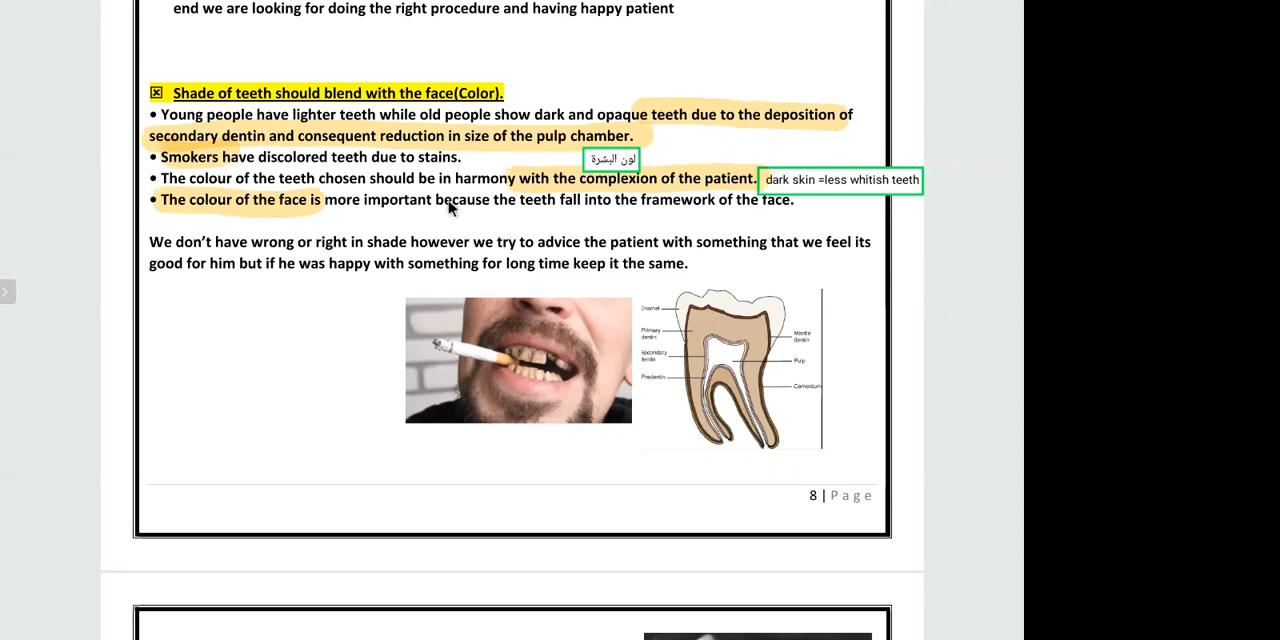 end we are looking for doing the right procedure and having happy patient
☒ Shade of teeth should blend with the face(Color).
• Young people have lighter teeth while old people show dark and opaque teeth due to the deposition of
secondary dentin and consequent reduction in size of the pulp chamber.
• Smokers have discolored teeth due to stains.
لون البشرة
• The colour of the teeth chosen should be in harmony with the complexion of the patient.
dark skin =less whitish teeth
• The colour of the face is more important because the teeth fall into the framework of the face.
We don’t have wrong or right in shade however we try to advice the patient with something that we feel its
good for him but if he was happy with something for long time keep it the same.
Enamel
Primary
dentin
Mantle
dentin
Secondary
Pulp
Predentin
Cementum
8 | Page